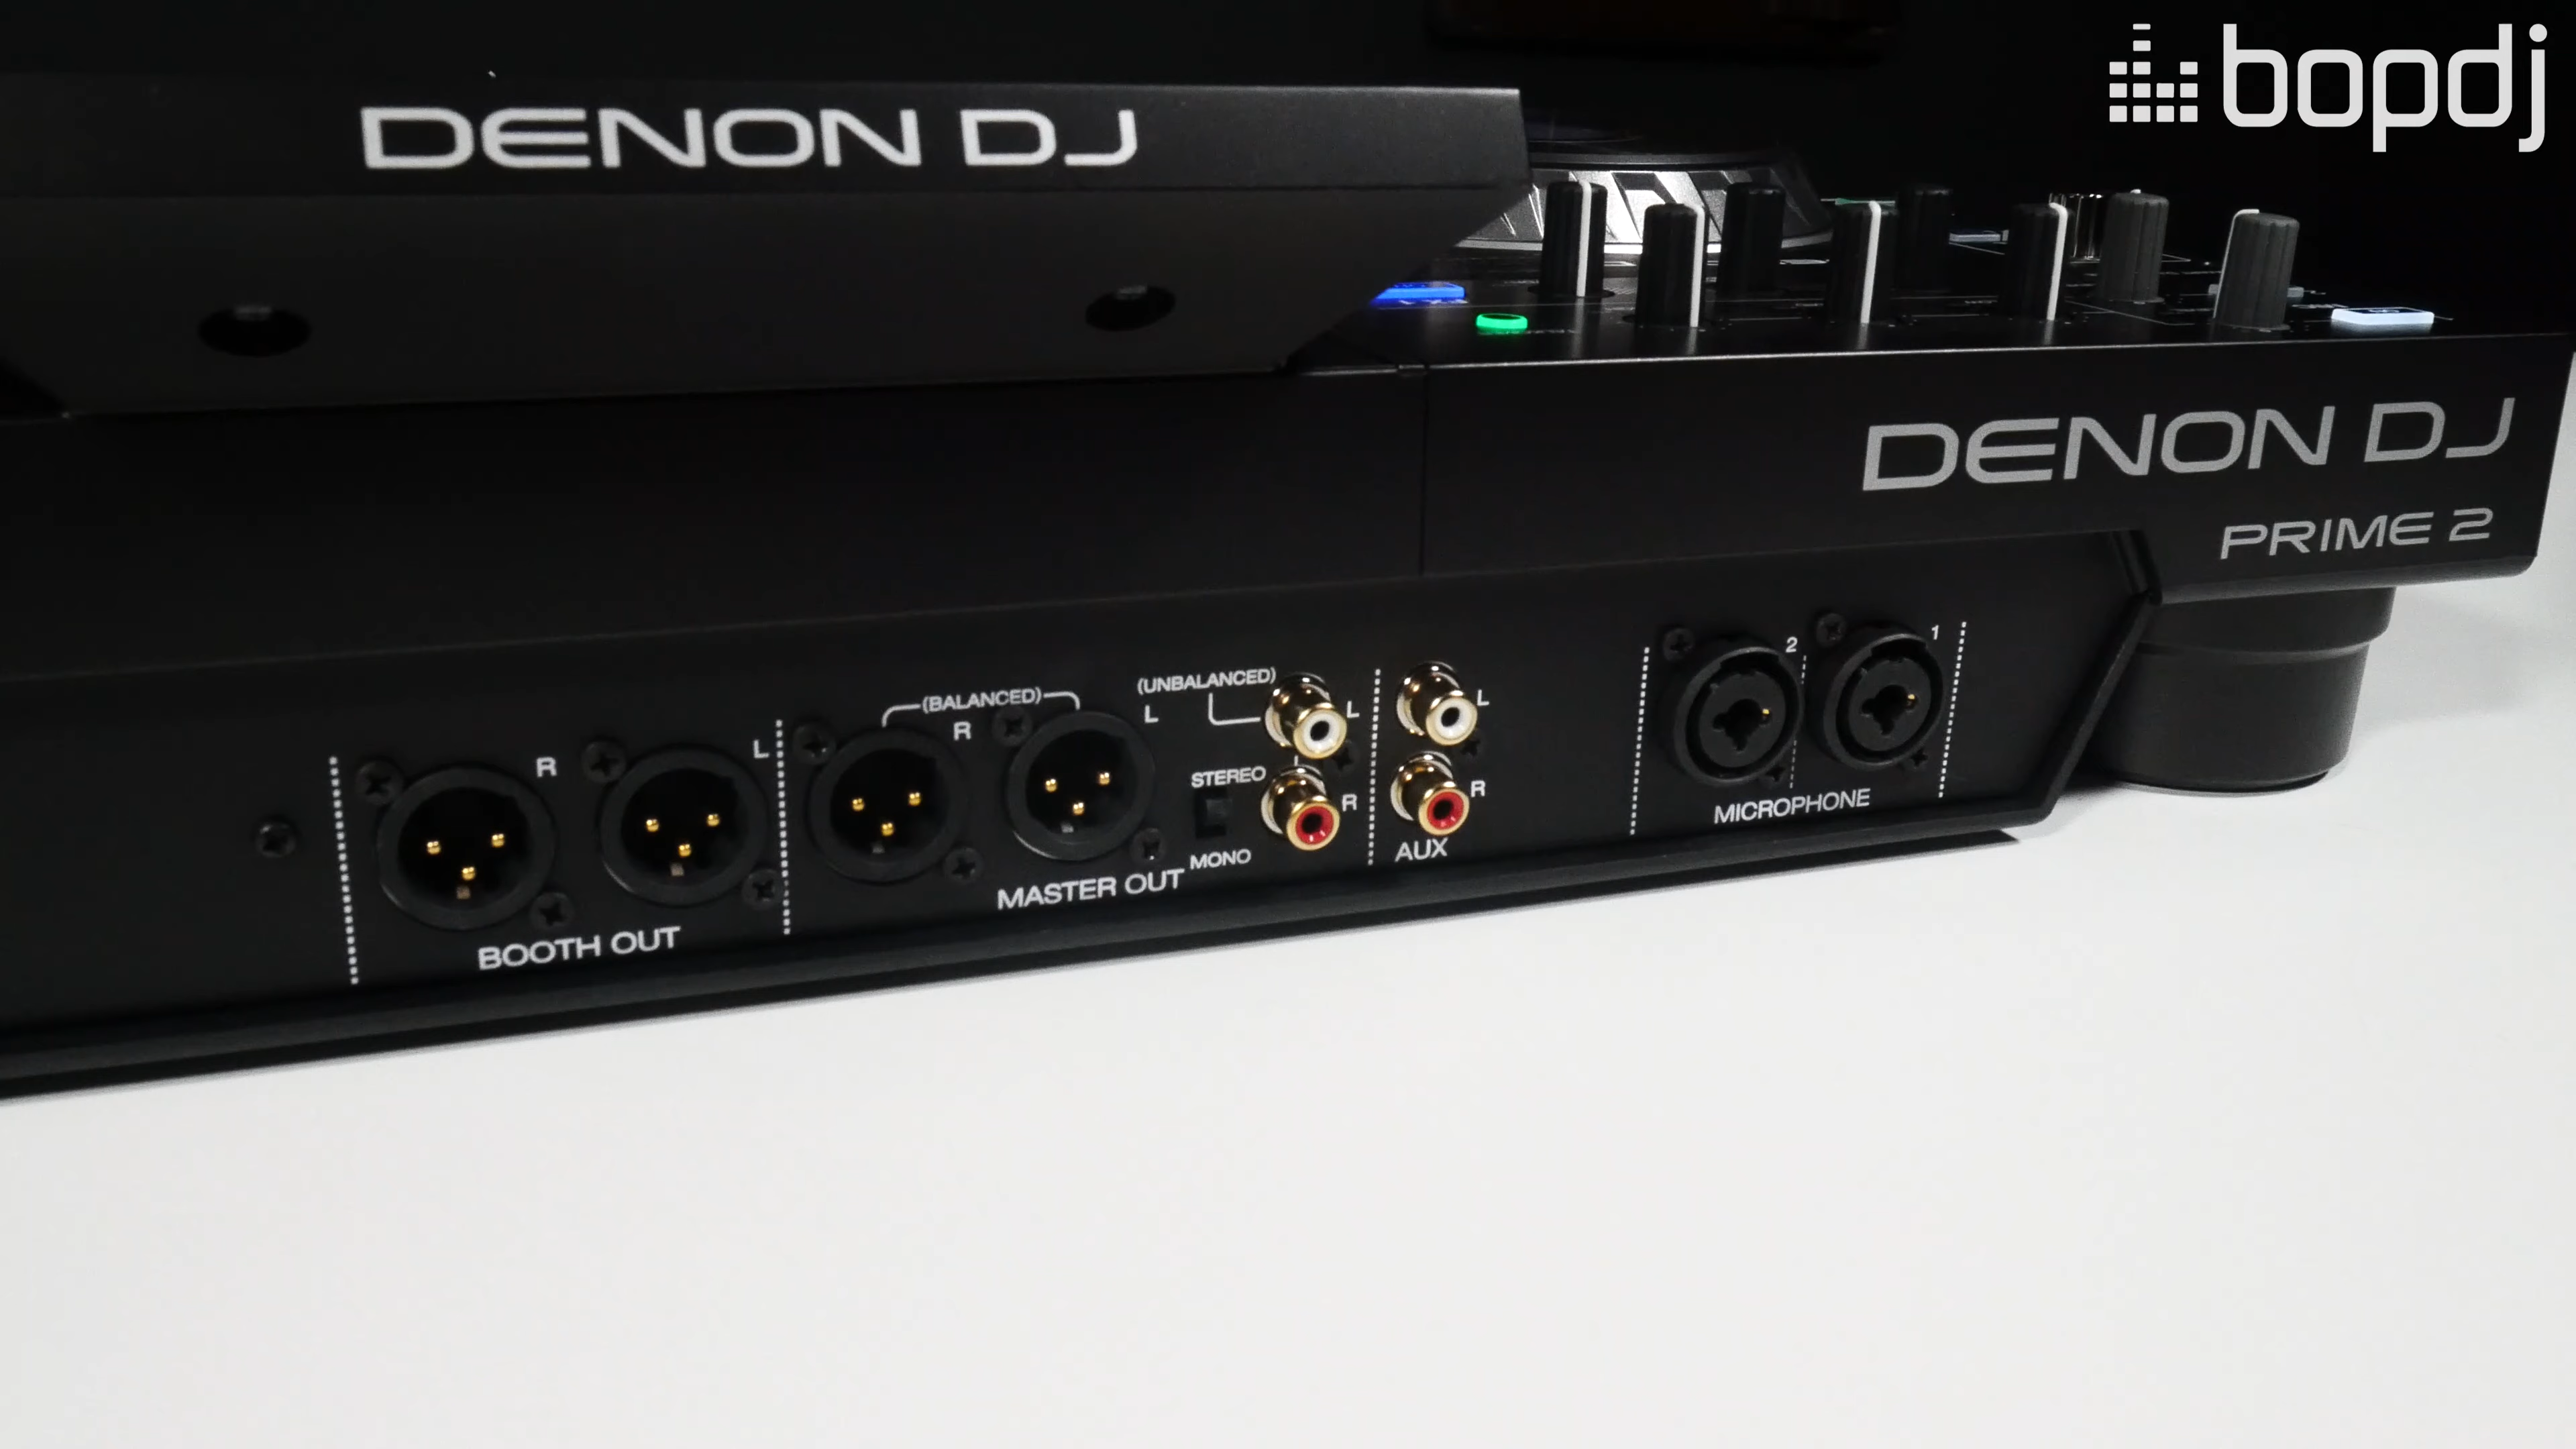 bopdj
DENON DJ
DENON DJ
PRIME 2
BOOTH OUT
R
L
(BALANCED)
R
L
(UNBALANCED)
L
R
STEREO
MONO
MASTER OUT
L
R
AUX
2
1
MICROPHONE